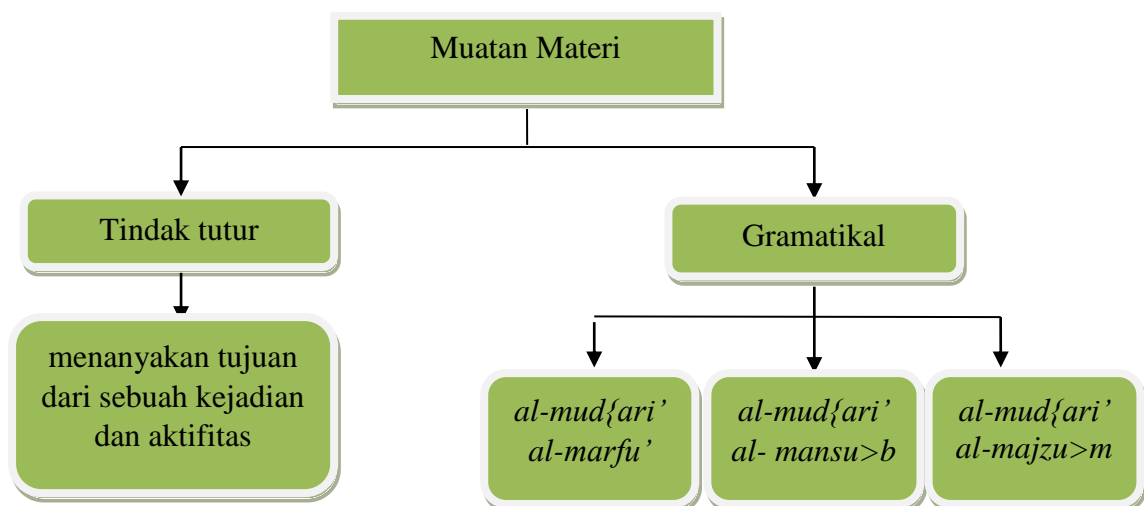 Muatan Materi
Tindak tutur
Gramatikal
menanyakan tujuan
dari sebuah kejadian
dan aktifitas
al-mud{ari’
al-marfu’
al-mud{ari’
al- mansu>b
al-mud{ari’
al-majzu>m